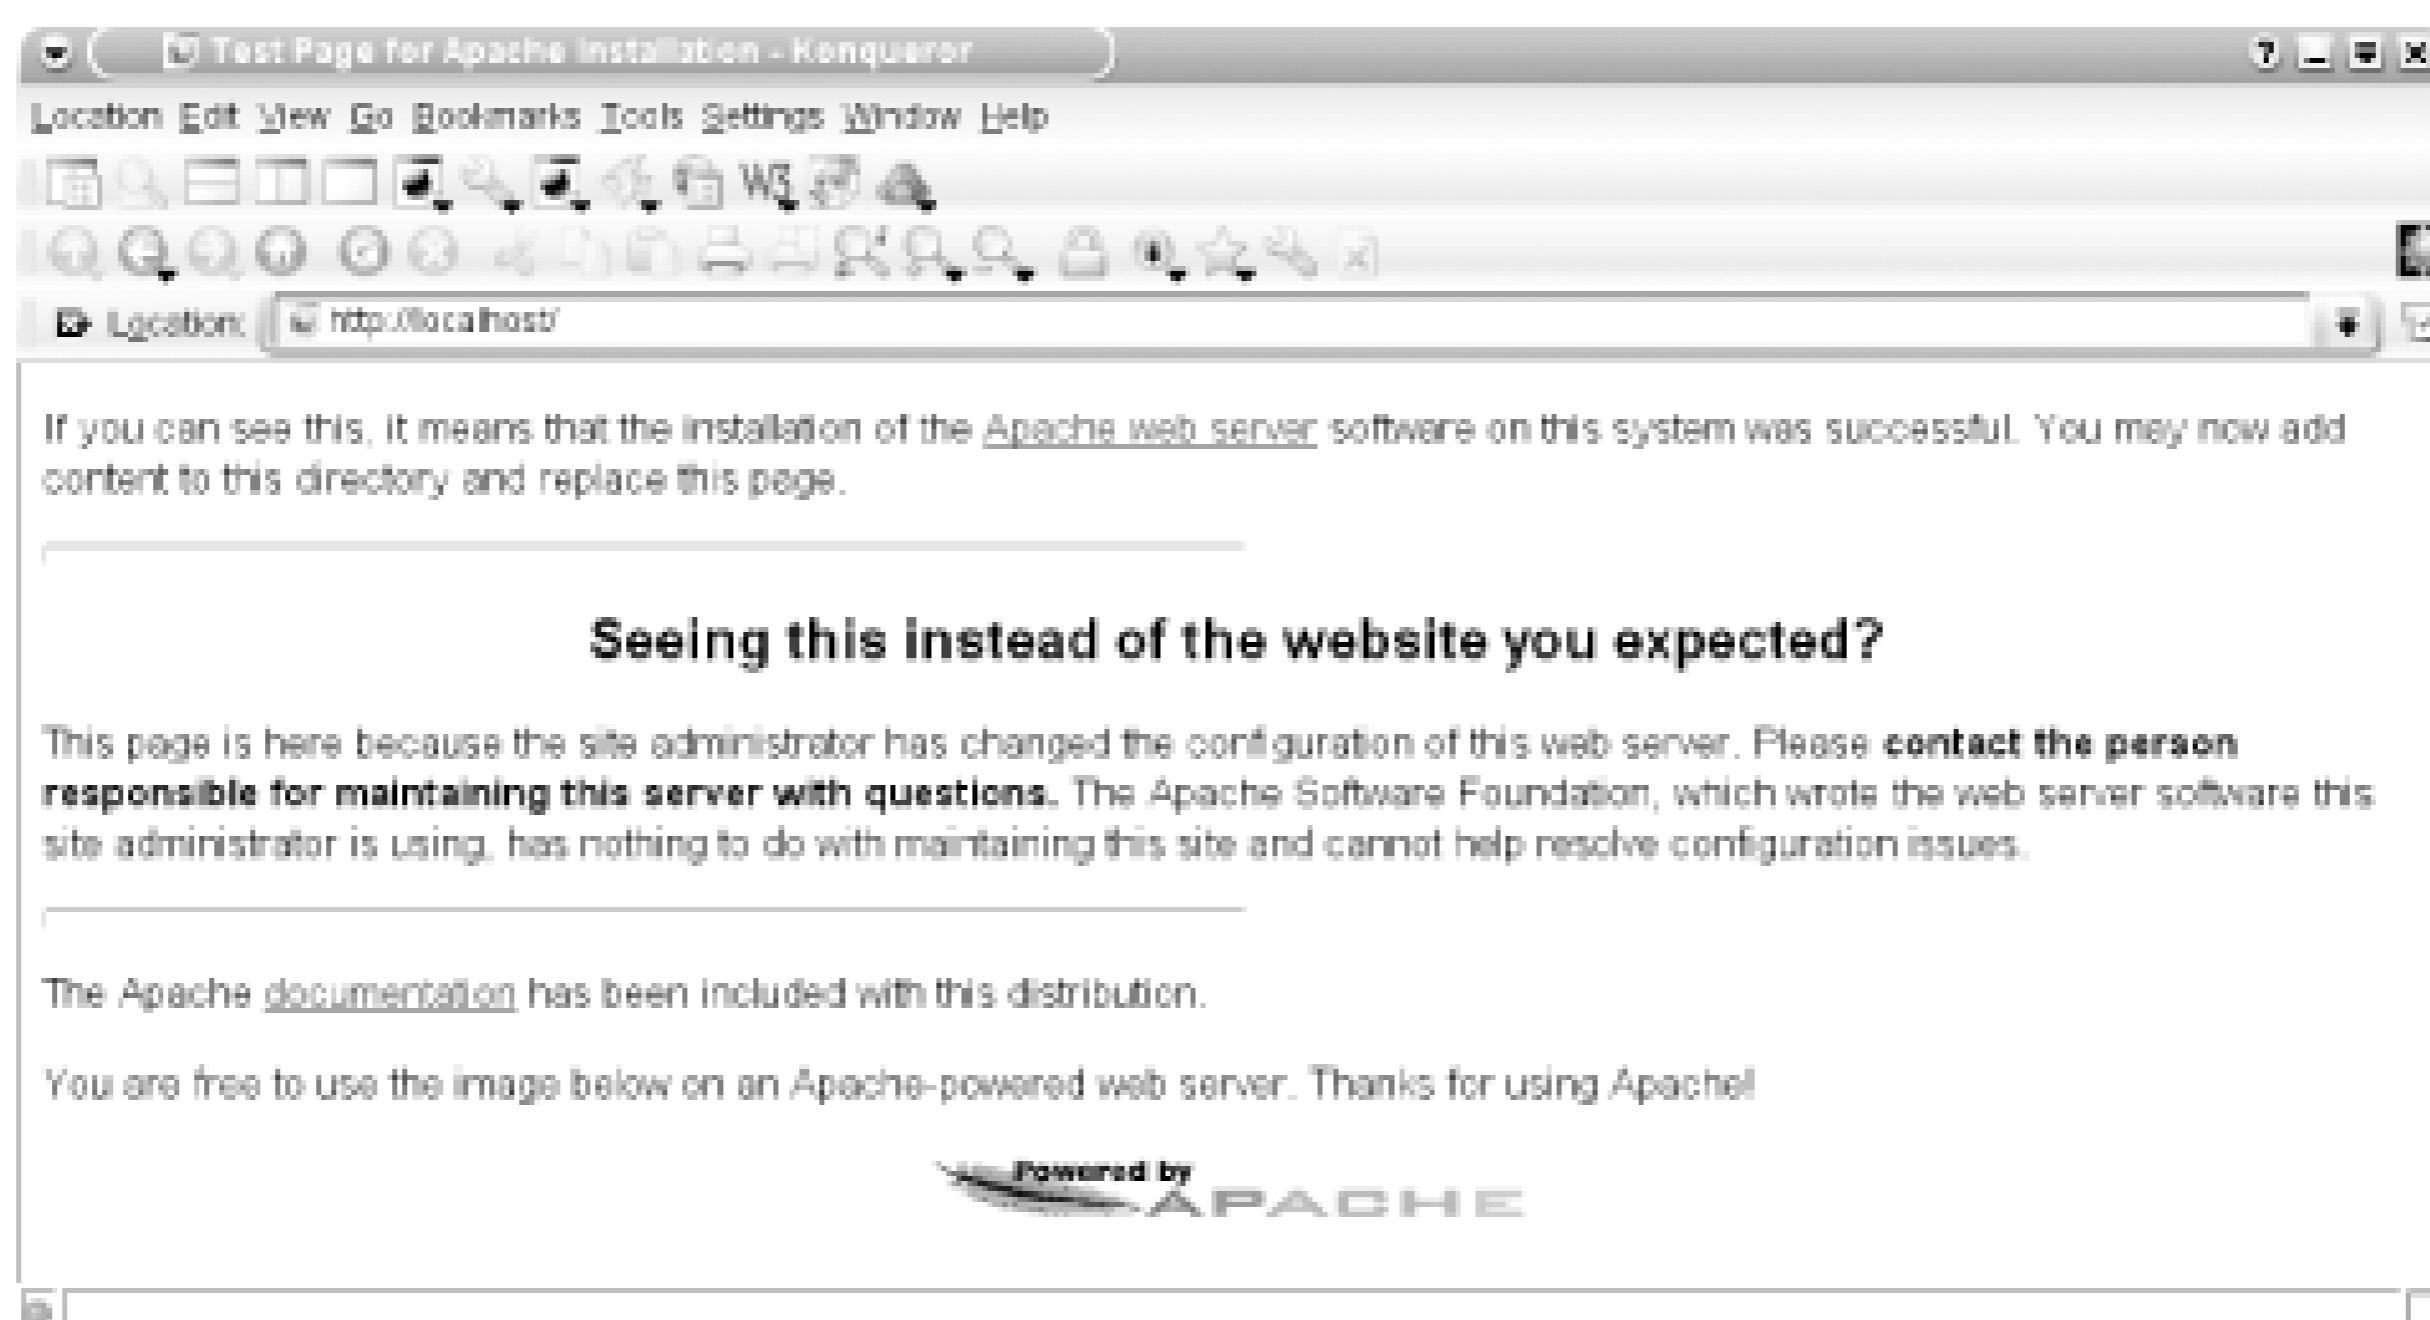 Test Page for Apache Installation - Konqueror
Location Edit View Go Bookmarks Tools Settings Window Help
W3
Location: http://localhost/
If you can see this, it means that the installation of the Apache web server software on this system was successful. You may now add
content to this directory and replace this page.
Seeing this instead of the website you expected?
This page is here because the site administrator has changed the configuration of this web server. Please contact the person
responsible for maintaining this server with questions. The Apache Software Foundation, which wrote the web server software this
site administrator is using, has nothing to do with maintaining this site and cannot help resolve configuration issues.
The Apache documentation has been included with this distribution.
You are free to use the image below on an Apache-powered web server. Thanks for using Apache!
Powered by
APACHE